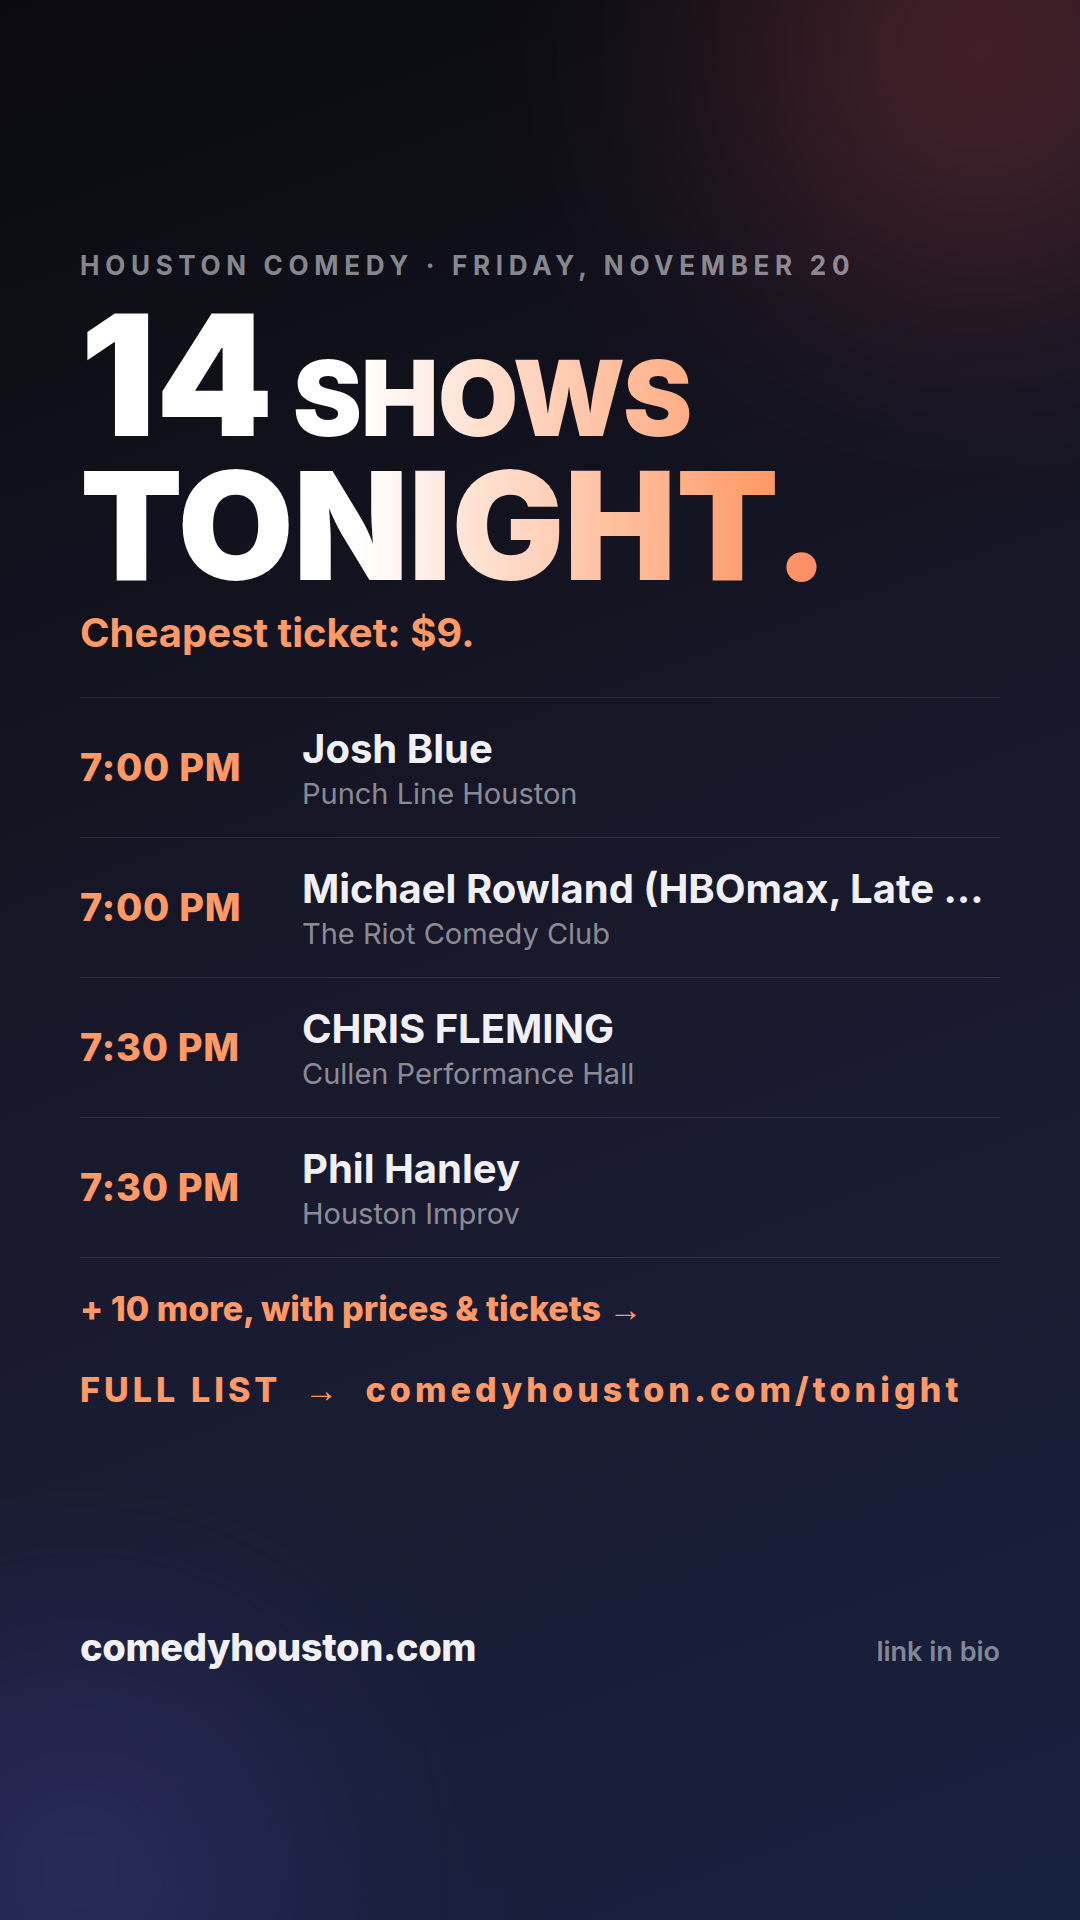 HOUSTON COMEDY · FRIDAY, NOVEMBER 20
14 SHOWS
TONIGHT.
Cheapest ticket: $9.
7:00 PM
Josh Blue
Punch Line Houston
7:00 PM
Michael Rowland (HBOmax, Late ...
The Riot Comedy Club
7:30 PM
CHRIS FLEMING
Cullen Performance Hall
7:30 PM
Phil Hanley
Houston Improv
+ 10 more, with prices & tickets →
FULL LIST → comedyhouston.com/tonight
comedyhouston.com
link in bio